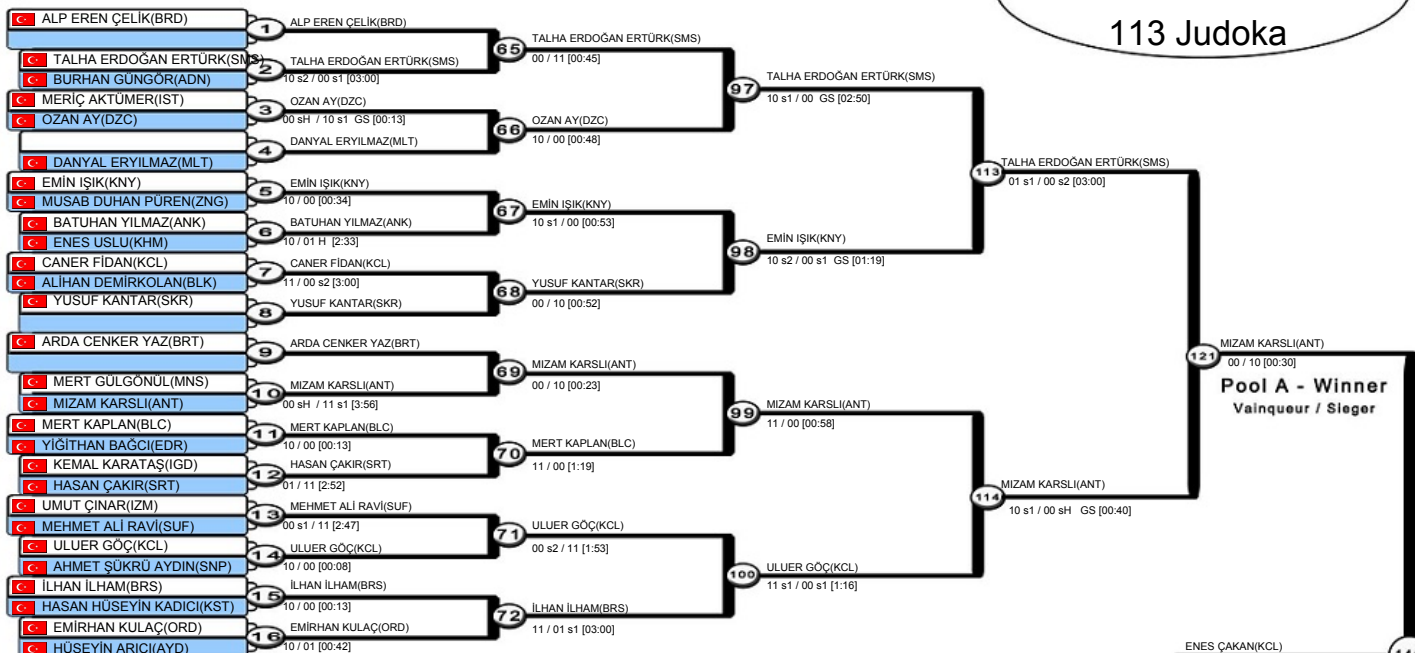 113 Judoka
ALP EREN ÇELİK(BRD)
TALHA ERDOĞAN ERTÜRK(SMS)
BURHAN GÜNGÖR(ADN)
MERİÇ AKTÜMER(IST)
OZAN AY(DZC)
DANYAL ERYILMAZ(MLT)
EMİN IŞIK(KNY)
MUSAB DUHAN PÜREN(ZNG)
BATUHAN YILMAZ(ANK)
ENES USLU(KHM)
CANER FİDAN(KCL)
ALİHAN DEMİRKOLAN(BLK)
YUSUF KANTAR(SKR)
ARDA CENKER YAZ(BRT)
MERT GÜLGÖNÜL(MNS)
MIZAM KARSLI(ANT)
MERT KAPLAN(BLC)
YİĞİTHAN BAĞCI(EDR)
KEMAL KARATAŞ(IGD)
HASAN ÇAKIR(SRT)
UMUT ÇINAR(IZM)
MEHMET ALİ RAVİ(SUF)
ULUER GÖÇ(KCL)
AHMET ŞÜKRÜ AYDIN(SNP)
İLHAN İLHAM(BRS)
HASAN HÜSEYİN KADICI(KST)
EMİRHAN KULAÇ(ORD)
HÜSEYİN ARICI(AYD)
1 ALP EREN ÇELİK(BRD)
2 TALHA ERDOĞAN ERTÜRK(SMS)
10 s2 / 00 s1 [03:00]
3 OZAN AY(DZC)
00 sH / 10 s1 GS [00:13]
4 DANYAL ERYILMAZ(MLT)
5 EMİN IŞIK(KNY)
10 / 00 [00:34]
6 BATUHAN YILMAZ(ANK)
10 / 01 H [2:33]
7 CANER FİDAN(KCL)
11 / 00 s2 [3:00]
8 YUSUF KANTAR(SKR)
9 ARDA CENKER YAZ(BRT)
10 MIZAM KARSLI(ANT)
00 sH / 11 s1 [3:56]
11 MERT KAPLAN(BLC)
10 / 00 [00:13]
12 HASAN ÇAKIR(SRT)
01 / 11 [2:52]
13 MEHMET ALİ RAVİ(SUF)
00 s1 / 11 [2:47]
14 ULUER GÖÇ(KCL)
10 / 00 [00:08]
15 İLHAN İLHAM(BRS)
10 / 00 [00:13]
16 EMİRHAN KULAÇ(ORD)
10 / 01 [00:42]
65 TALHA ERDOĞAN ERTÜRK(SMS)
00 / 11 [00:45]
66 OZAN AY(DZC)
10 / 00 [00:48]
67 EMİN IŞIK(KNY)
10 s1 / 00 [00:53]
68 YUSUF KANTAR(SKR)
00 / 10 [00:52]
69 MIZAM KARSLI(ANT)
00 / 10 [00:23]
70 MERT KAPLAN(BLC)
11 / 00 [1:19]
71 ULUER GÖÇ(KCL)
00 s2 / 11 [1:53]
72 İLHAN İLHAM(BRS)
11 / 01 s1 [03:00]
97 TALHA ERDOĞAN ERTÜRK(SMS)
10 s1 / 00 GS [02:50]
98 EMİN IŞIK(KNY)
10 s2 / 00 s1 GS [01:19]
99 MIZAM KARSLI(ANT)
11 / 00 [00:58]
100 ULUER GÖÇ(KCL)
11 s1 / 00 s1 [1:16]
113 TALHA ERDOĞAN ERTÜRK(SMS)
01 s1 / 00 s2 [03:00]
114 MIZAM KARSLI(ANT)
10 s1 / 00 sH GS [00:40]
121 MIZAM KARSLI(ANT)
00 / 10 [00:30]
Pool A - Winner
Vainqueur / Sieger
ENES ÇAKAN(KCL)